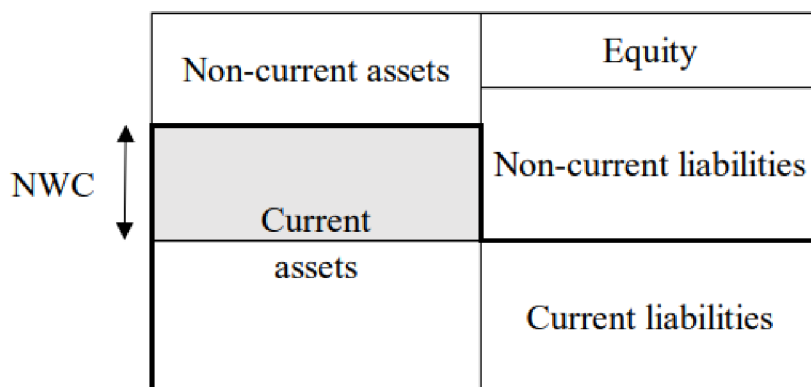 Non-current assets
Equity
NWC
Non-current liabilities
Current
assets
Current liabilities